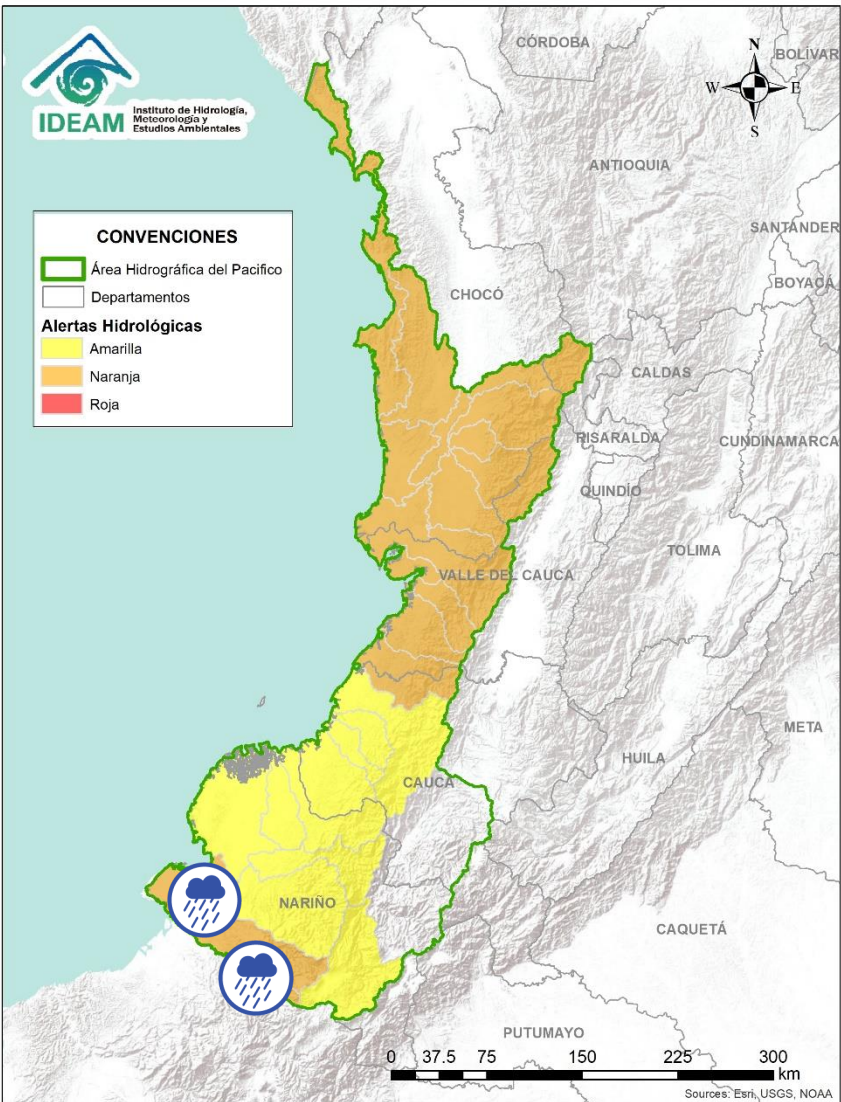 IDEAM
Instituto de Hidrología,
Meteorología y
Estudios Ambientales
N
W
E
S
CÓRDOBA
BOLÍVAR
ANTIOQUIA
SANTANDER
BOYACÁ
CHOCÓ
CALDAS
RISARALDA
CUNDINAMARCA
QUINDÍO
TOLIMA
VALLE DEL CAUCA
META
HUILA
CAUCA
NARIÑO
CAQUETÁ
PUTUMAYO
CONVENCIONES
Área Hidrográfica del Pacifico
Departamentos
Alertas Hidrológicas
Amarilla
Naranja
Roja
0 37.5 75 150 225 300
km
Sources: Esri, USGS, NOAA